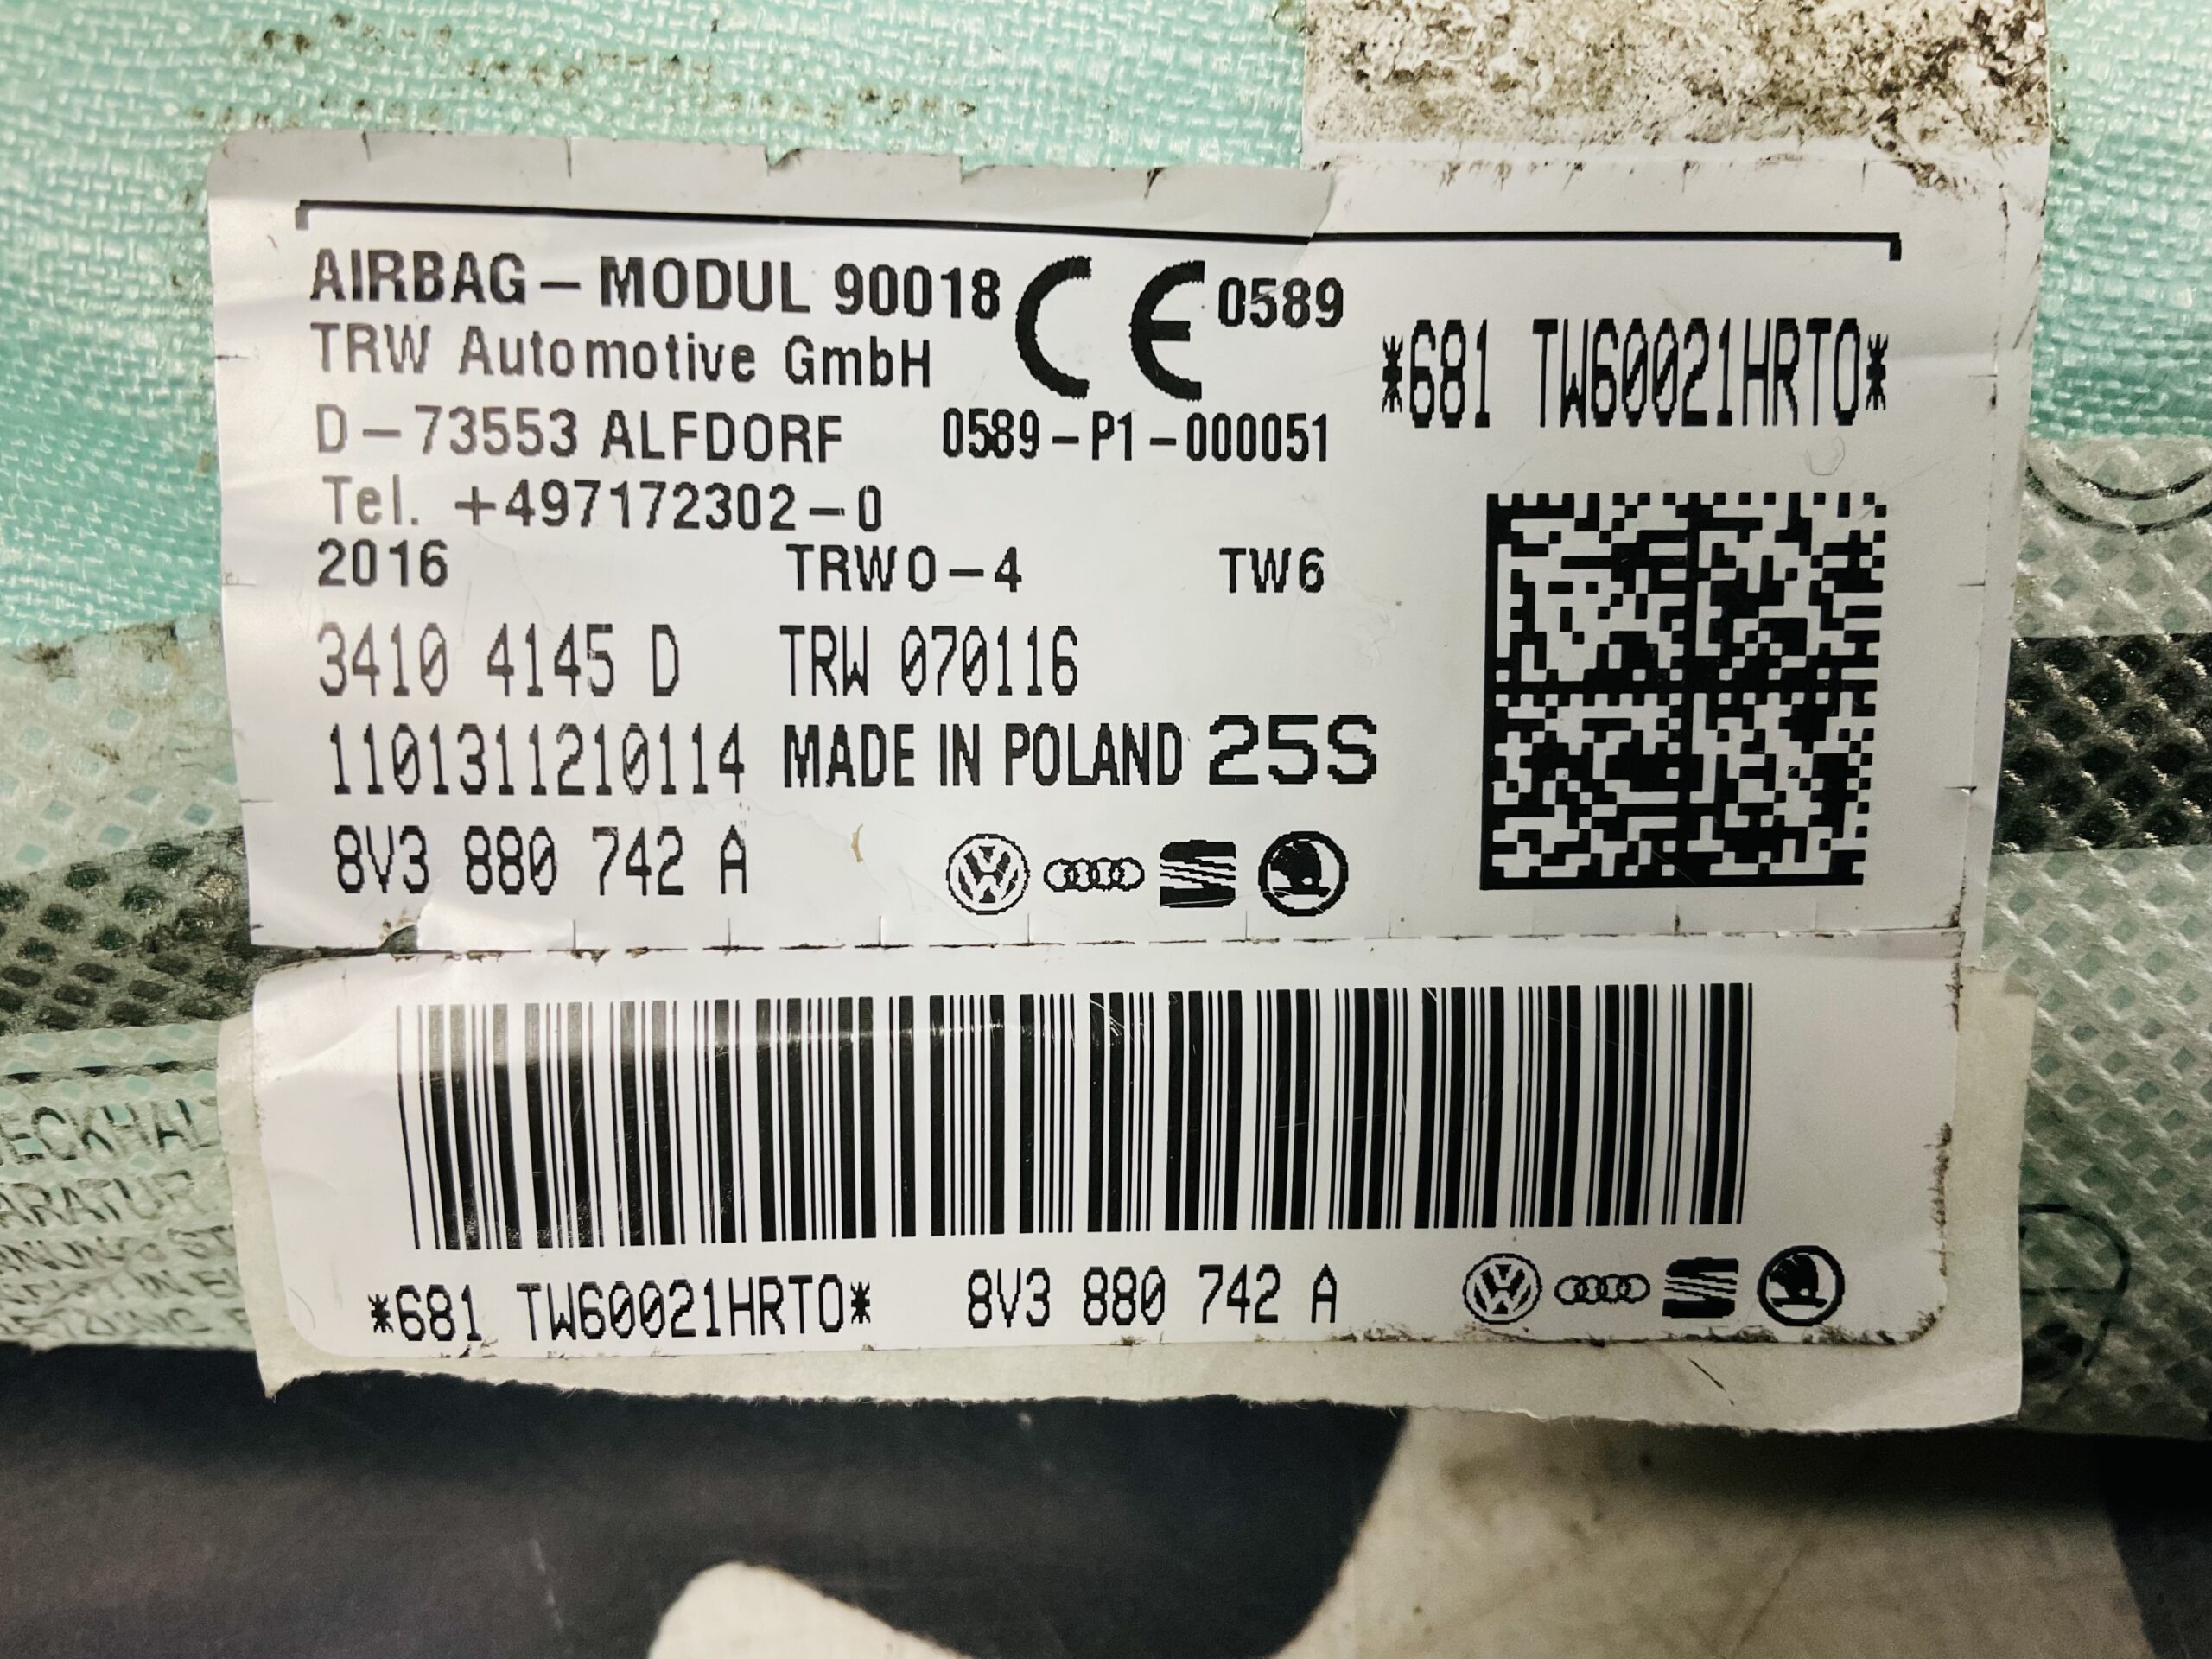 AIRBAG-MODUL 90018 CE 0589
TRW Automotive GmbH
D-73553 ALFDORF 0589-P1-000051
Tel. +497172302-0
2016 TRWO-4 TW6
3410 4145 D TRW 070116
1101311210114 MADE IN POLAND 25S
8V3 880 742 A
*681 TW60021HRTO*
*681 TW60021HRTO* 8V3 880 742 A